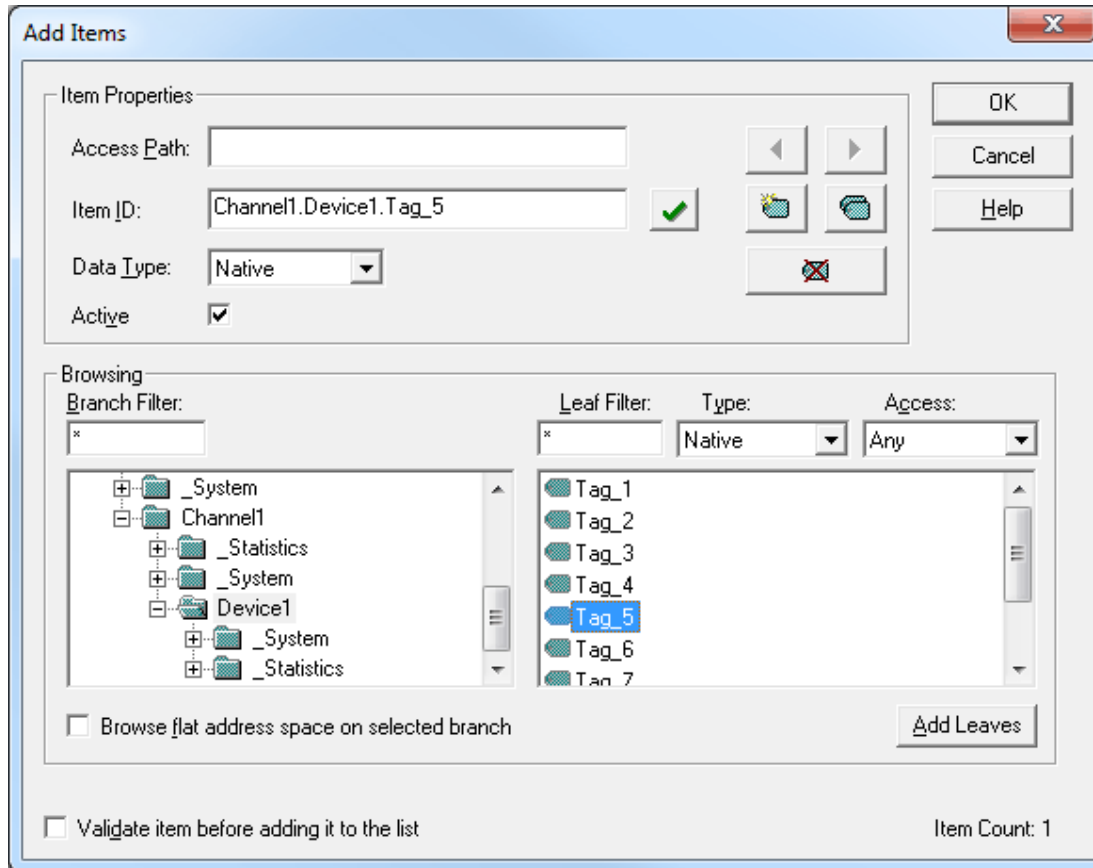 Add Items
Item Properties
OK
Access Path:
Cancel
Item ID: Channel1.Device1.Tag_5
Help
Data Type: Native
Active
Browsing
Branch Filter: Leaf Filter: Type: Access:
* * Native Any
_System Tag_1
Channel1 Tag_2
_Statistics Tag_3
_System Tag_4
Device1 Tag_5
_System Tag_6
_Statistics Tag_7
Browse flat address space on selected branch Add Leaves
Validate item before adding it to the list Item Count: 1